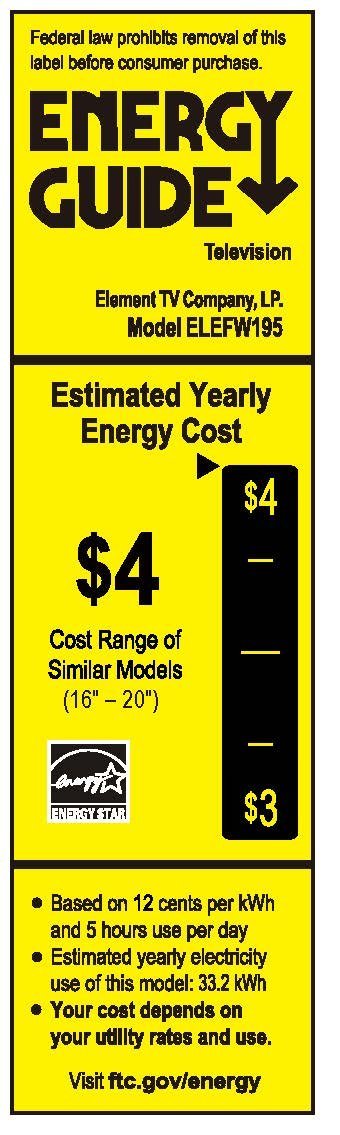 Federal law prohibits removal of this
label before consumer purchase.
ENERGY
GUIDE
Television
Element TV Company, LP.
Model ELEFW195
Estimated Yearly
Energy Cost
$4
$4
Cost Range of
Similar Models
(16" – 20")
energy
ENERGY STAR
$3
• Based on 12 cents per kWh
and 5 hours use per day
• Estimated yearly electricity
use of this model: 33.2 kWh
• Your cost depends on
your utility rates and use.
Visit ftc.gov/energy